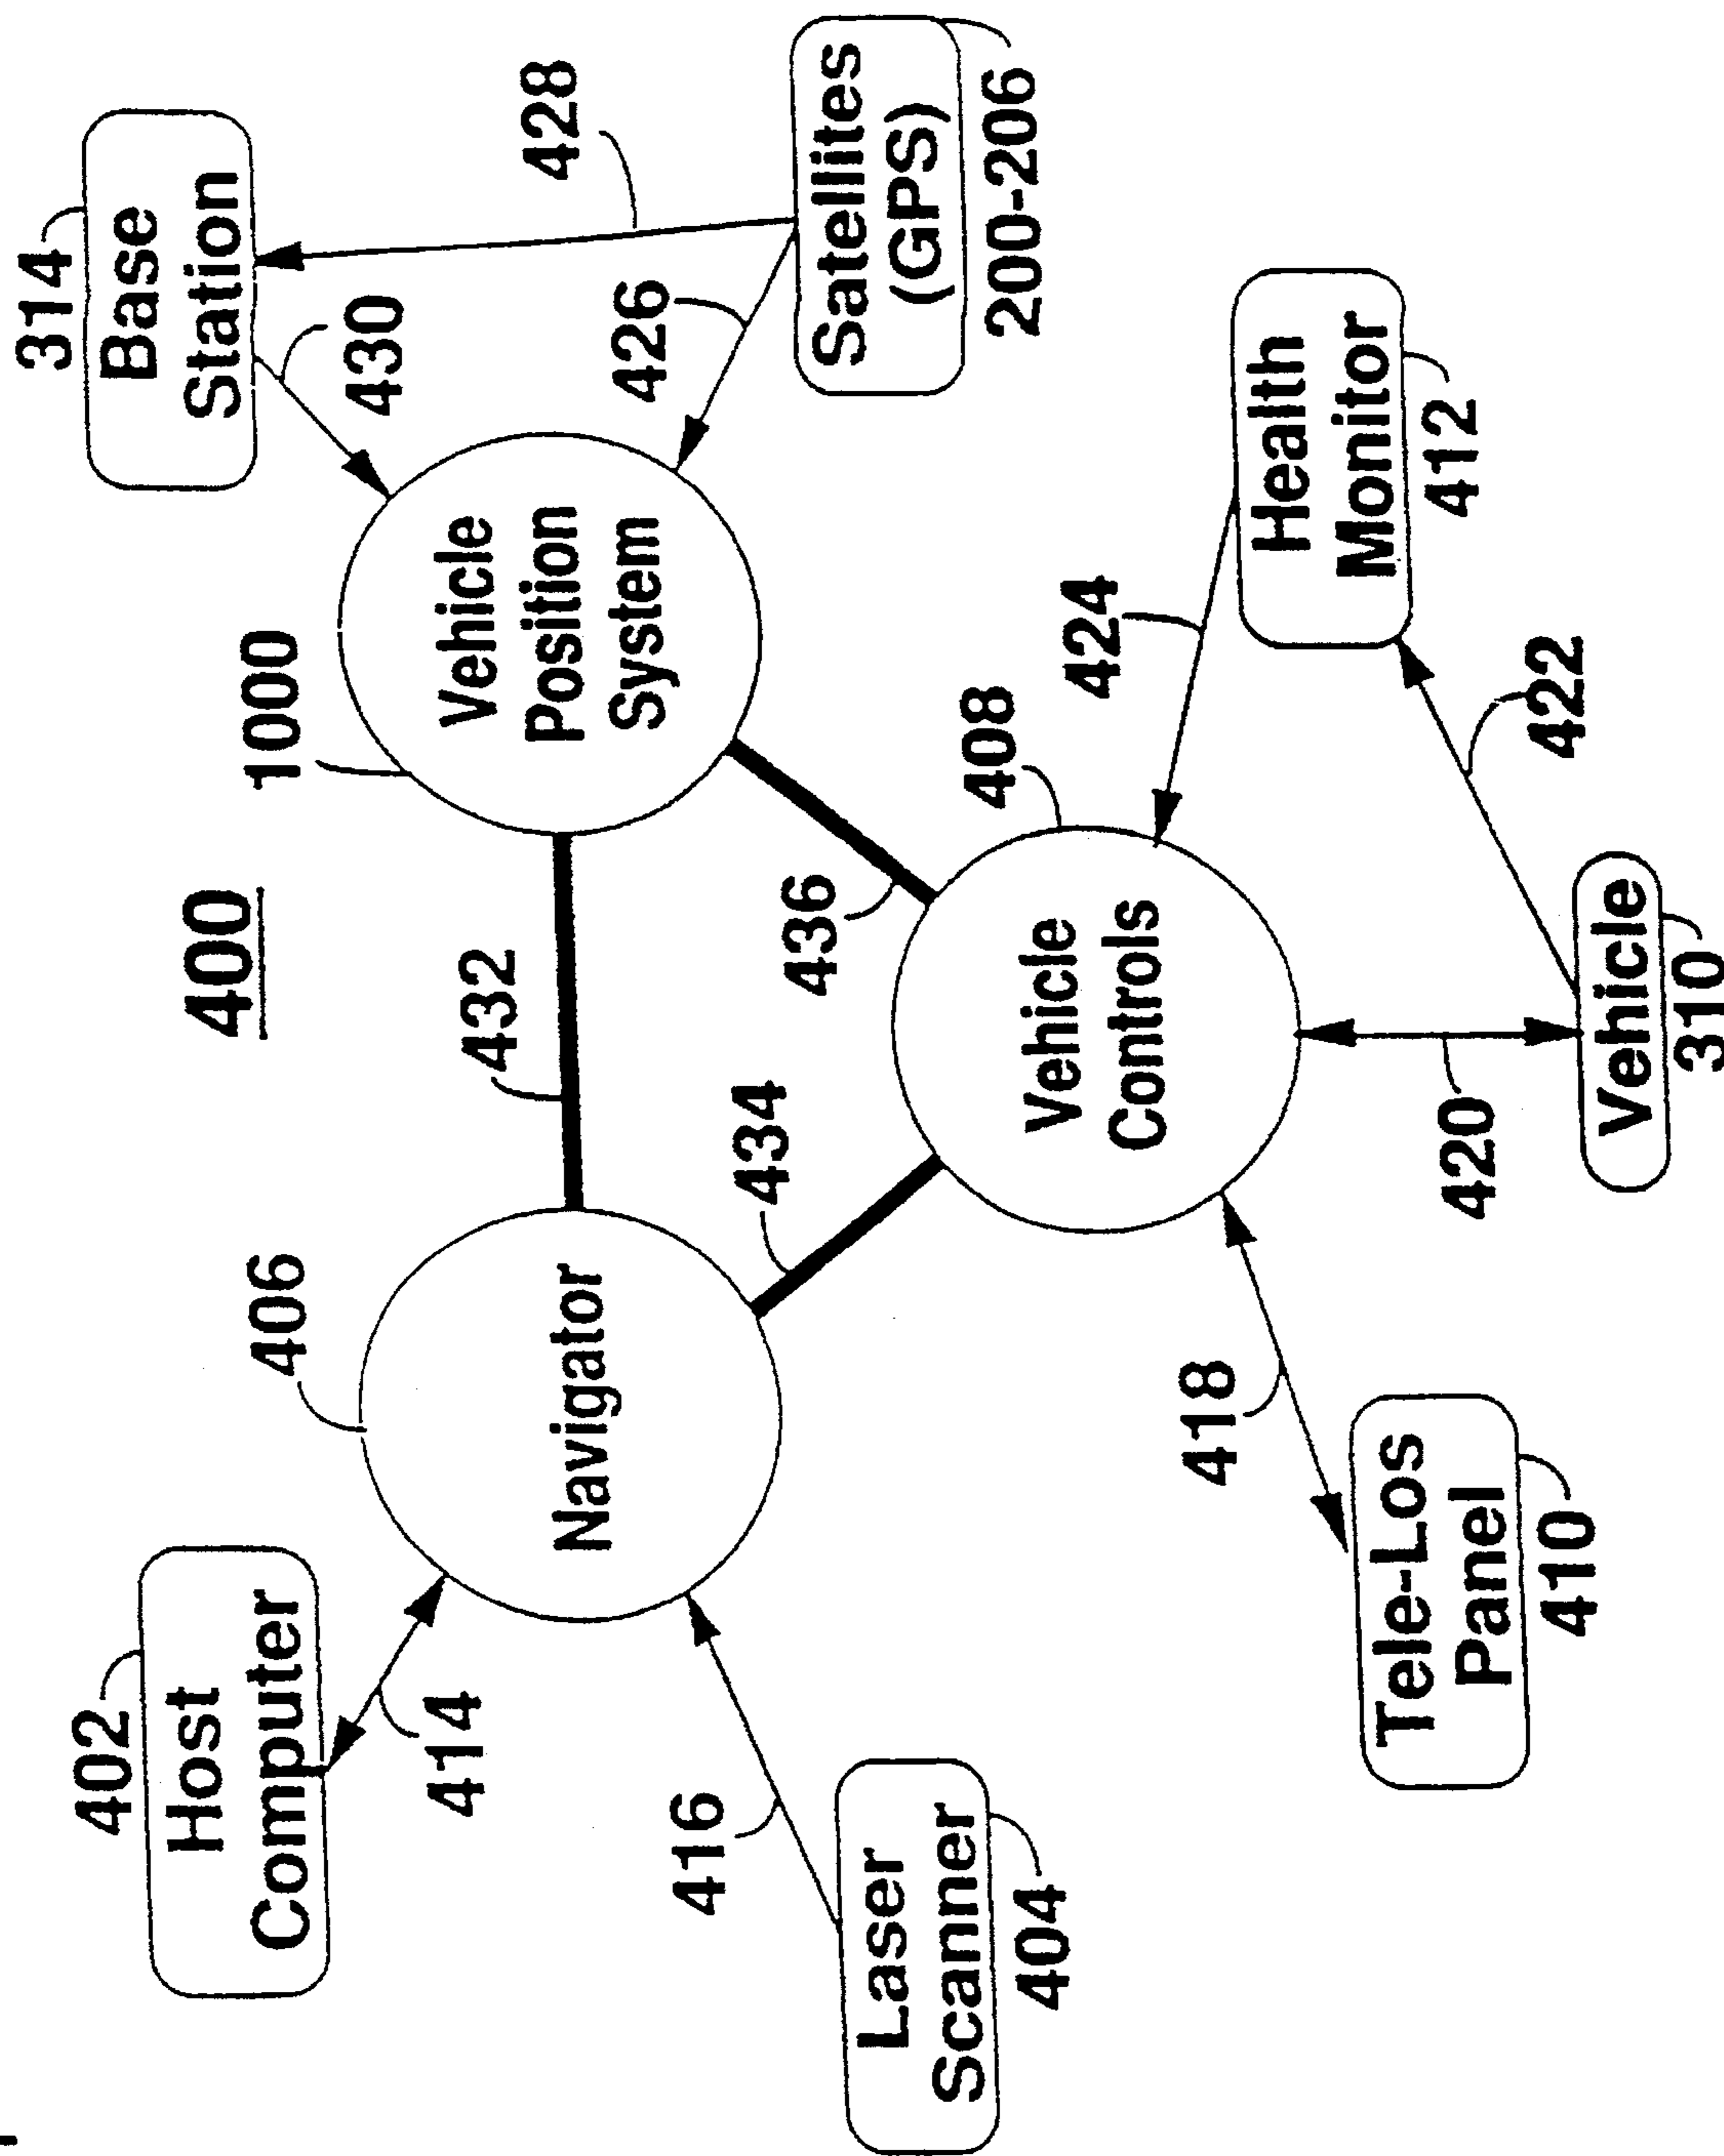 400
402
Host
Computer
406
1000
314
Base
Station
414
430
428
Navigator
432
Vehicle
Position
System
426
416
434
436
Satellites
(GPS)
200-206
Laser
Scanner
404
408
Vehicle
Controls
424
418
Health
Monitor
412
Tele-Los
Panel
410
420
422
Vehicle
310